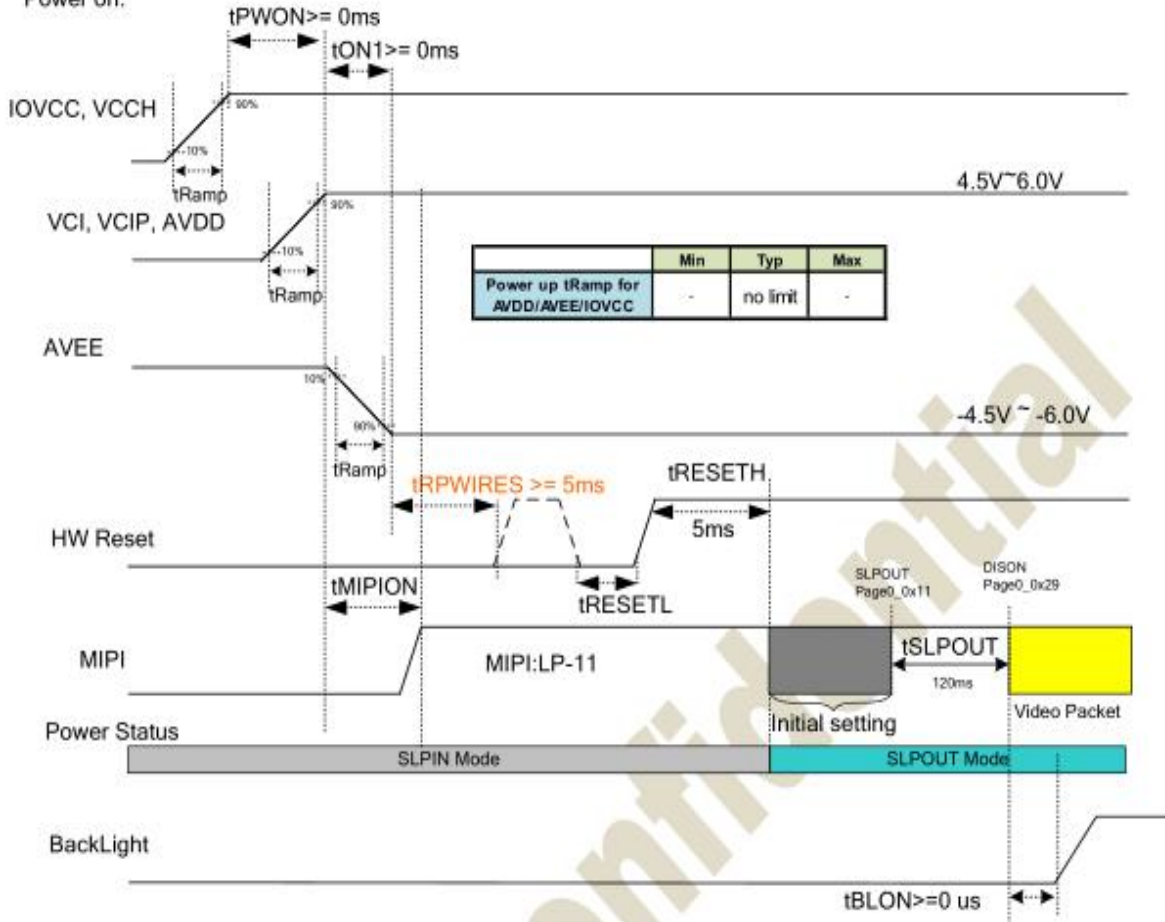 Power on:
tPWON>= 0ms
tON1>= 0ms
IOVCC, VCCH
90%
10%
tRamp
4.5V~6.0V
VCI, VCIP, AVDD
90%
10%
tRamp
Min Typ Max
Power up tRamp for AVDD/AVEE/IOVCC - no limit -
AVEE
10%
90%
-4.5V ~ -6.0V
tRamp
tRPWIRES >= 5ms
tRESETH
5ms
HW Reset
tRESETL
tMIPION
SLPOUT
Page0_0x11
DISON
Page0_0x29
MIPI
MIPI:LP-11
tSLPOUT
120ms
Initial setting
Video Packet
Power Status
SLPIN Mode
SLPOUT Mode
BackLight
tBLON>=0 us
onfidential